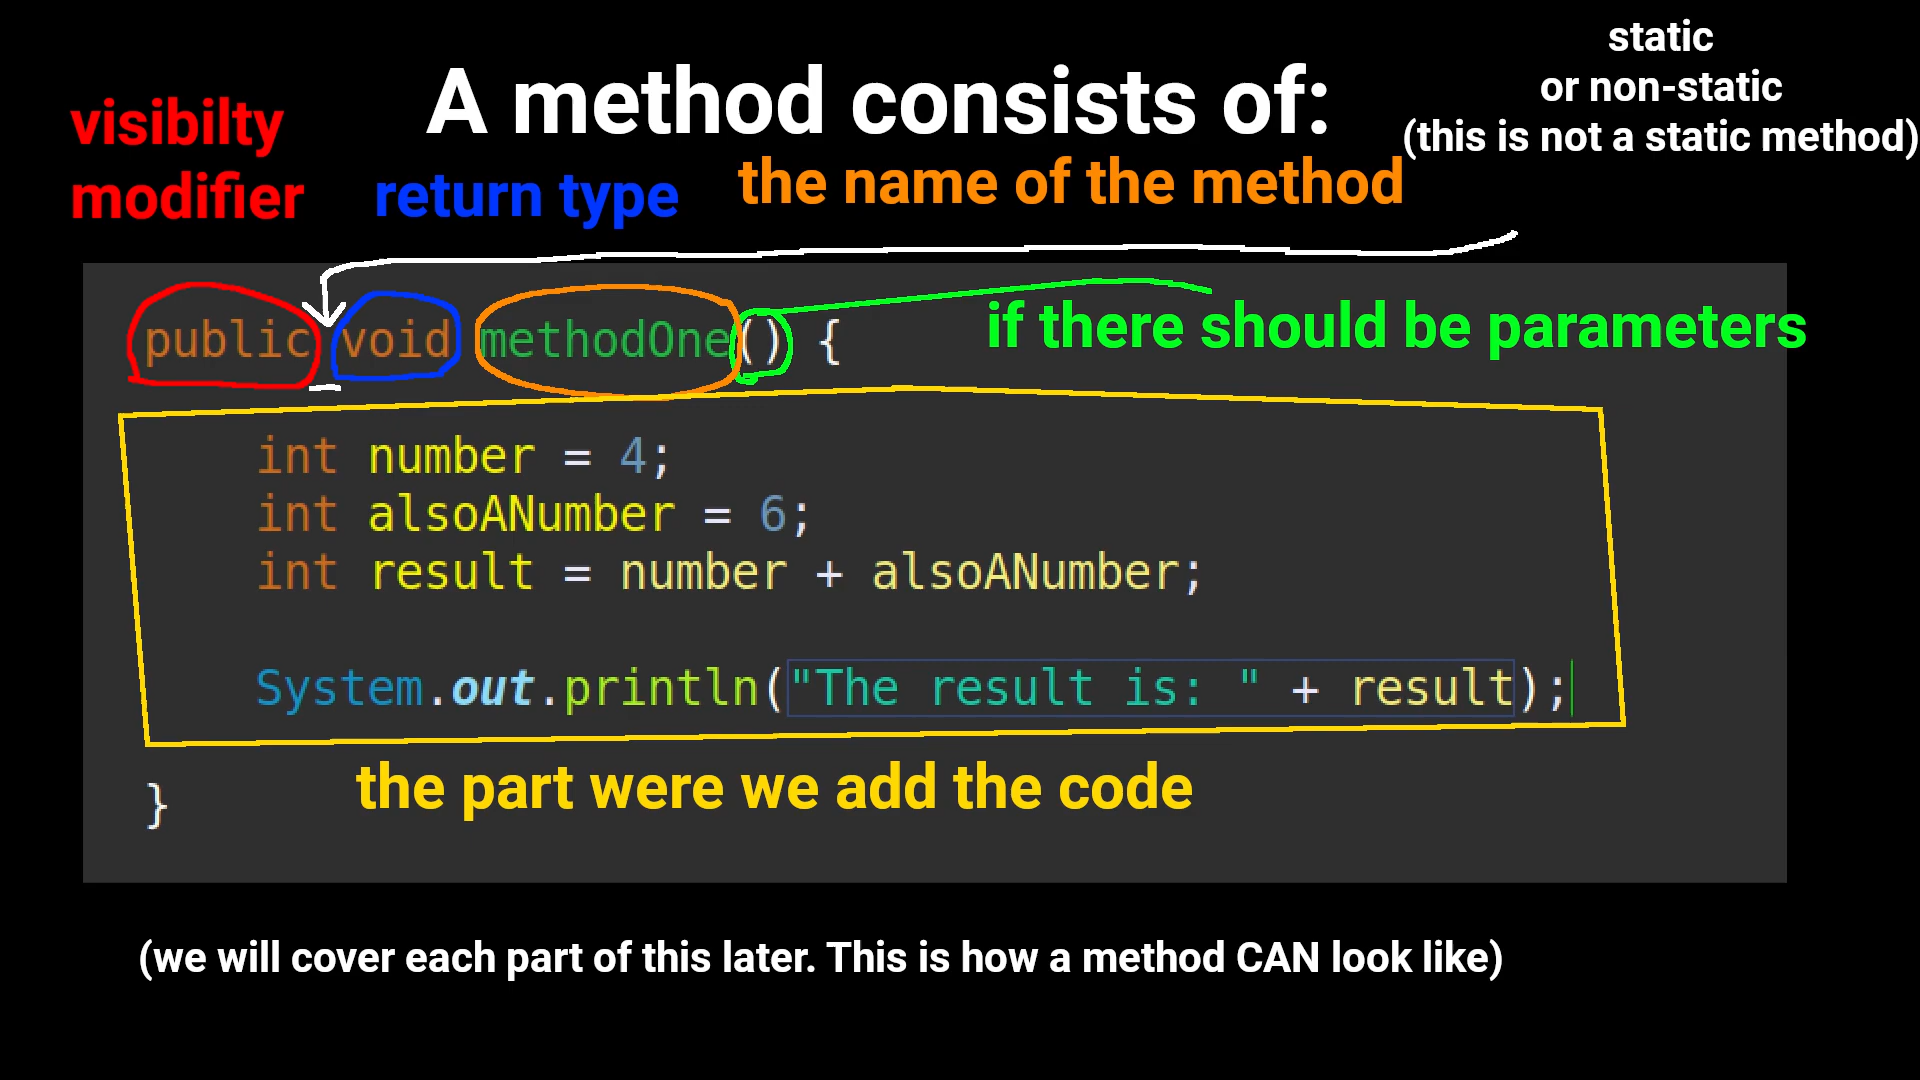 static
or non-static
(this is not a static method)
A method consists of:
visibilty
modifier
return type
the name of the method
public void methodOne() {
if there should be parameters
int number = 4;
int alsoANumber = 6;
int result = number + alsoANumber;
System.out.println("The result is: " + result);
}
the part were we add the code
(we will cover each part of this later. This is how a method CAN look like)